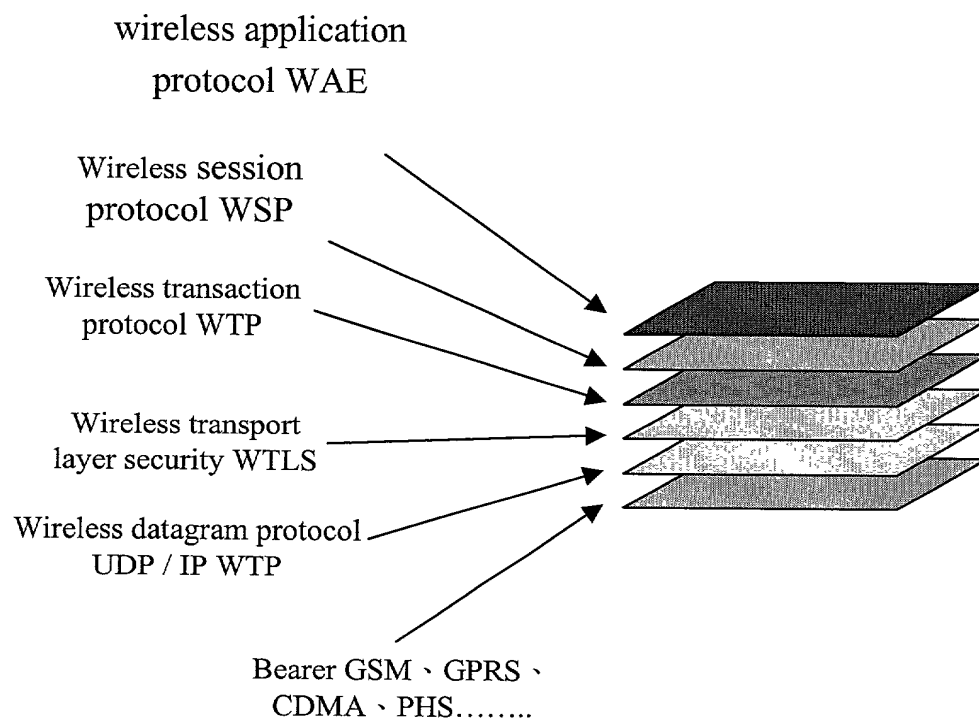 wireless application
protocol WAE
Wireless session
protocol WSP
Wireless transaction
protocol WTP
Wireless transport
layer security WTLS
Wireless datagram protocol
UDP / IP WTP
Bearer GSM、GPRS、
CDMA、PHS........